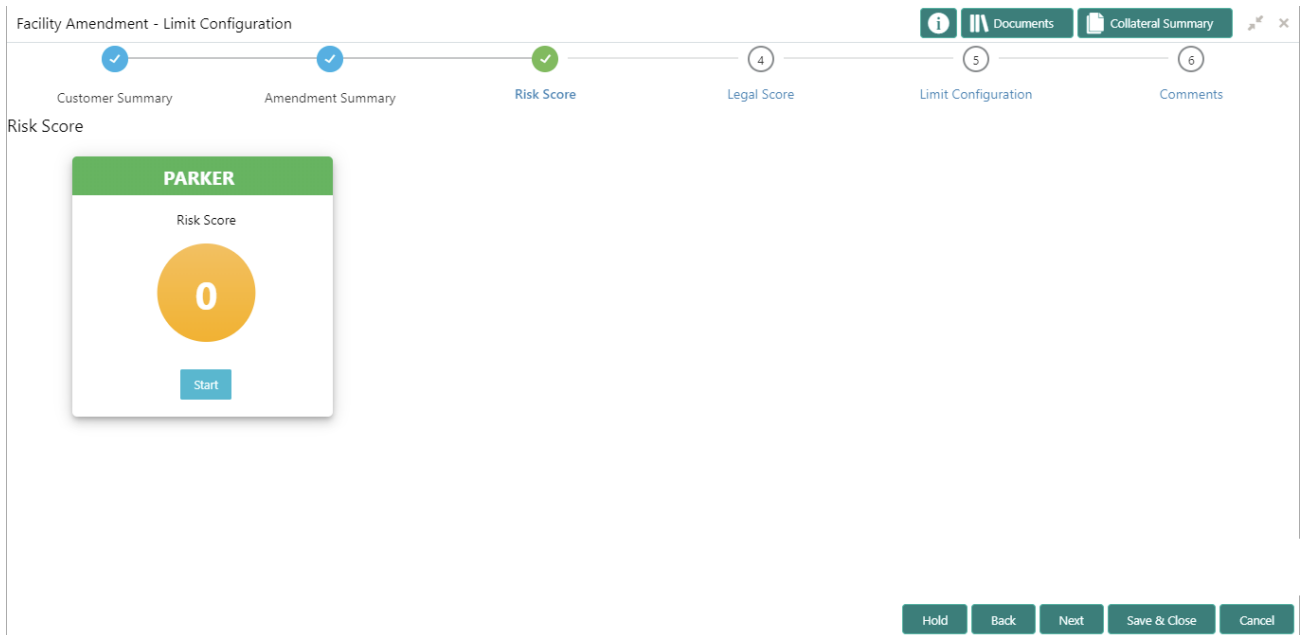 Facility Amendment - Limit Configuration
Documents
Collateral Summary
4
5
6
Customer Summary
Amendment Summary
Risk Score
Legal Score
Limit Configuration
Comments
Risk Score
PARKER
Risk Score
0
Start
Hold
Back
Next
Save & Close
Cancel